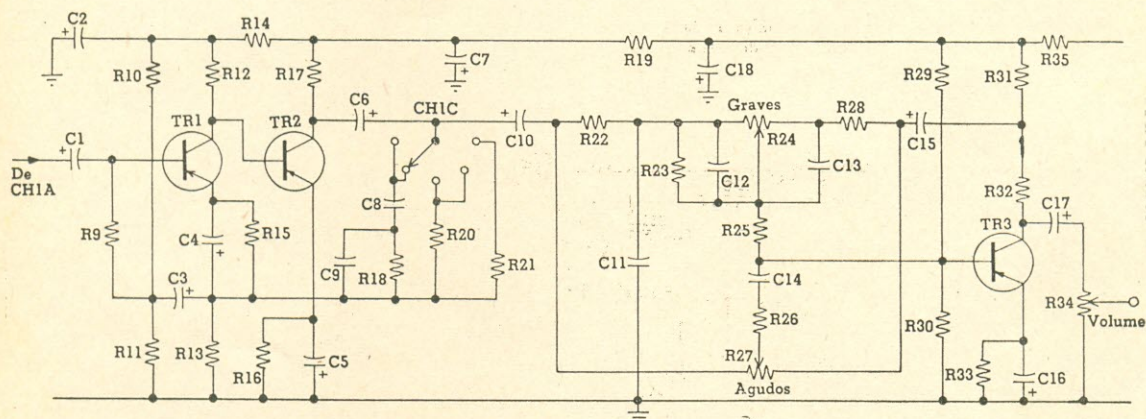 C2
R14
R10
R12
R17
C7
R19
C18
R29
R31
R35
TR1
TR2
C6
CH1C
C10
R22
Graves
R24
R28
C15
C1
De
CH1A
R23
C12
C13
R32
C8
R25
TR3
C17
R9
C4
R15
R20
C14
C9
R18
R21
C11
C3
R26
R34
Volume
R11
R13
R16
C5
R27
Agudos
R30
R33
C16